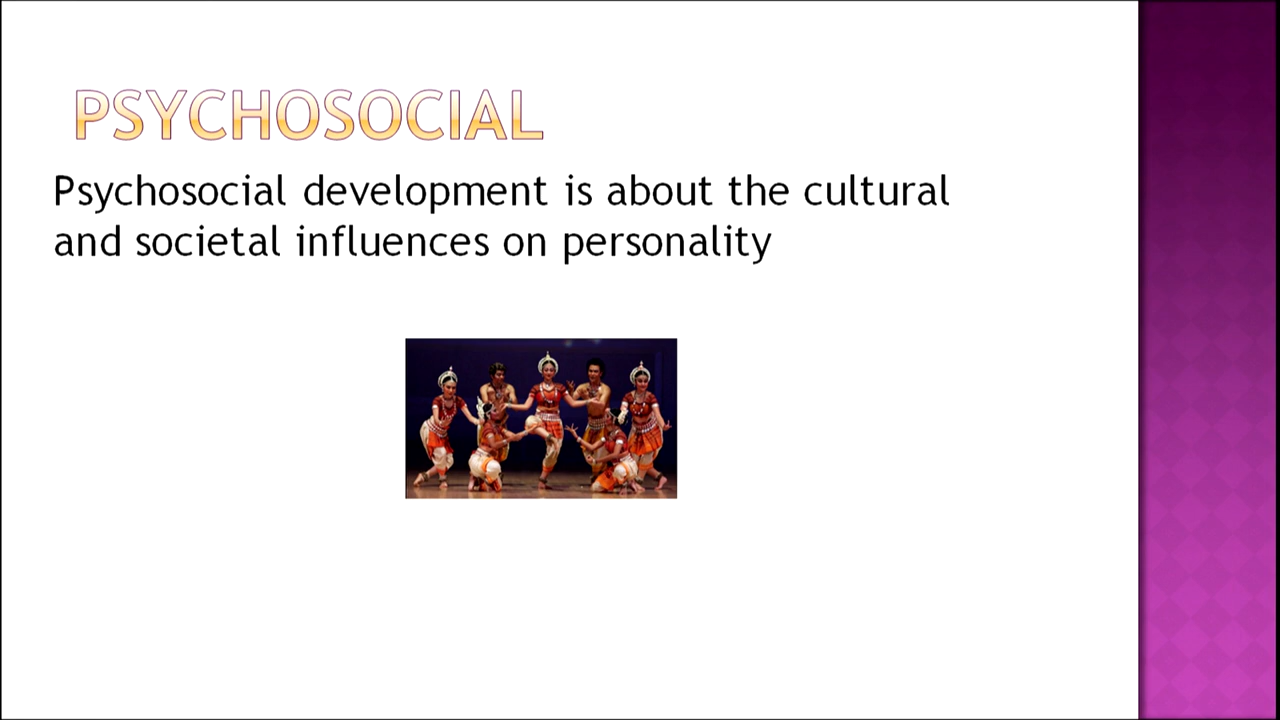 PSYCHOSOCIAL
Psychosocial development is about the cultural
and societal influences on personality